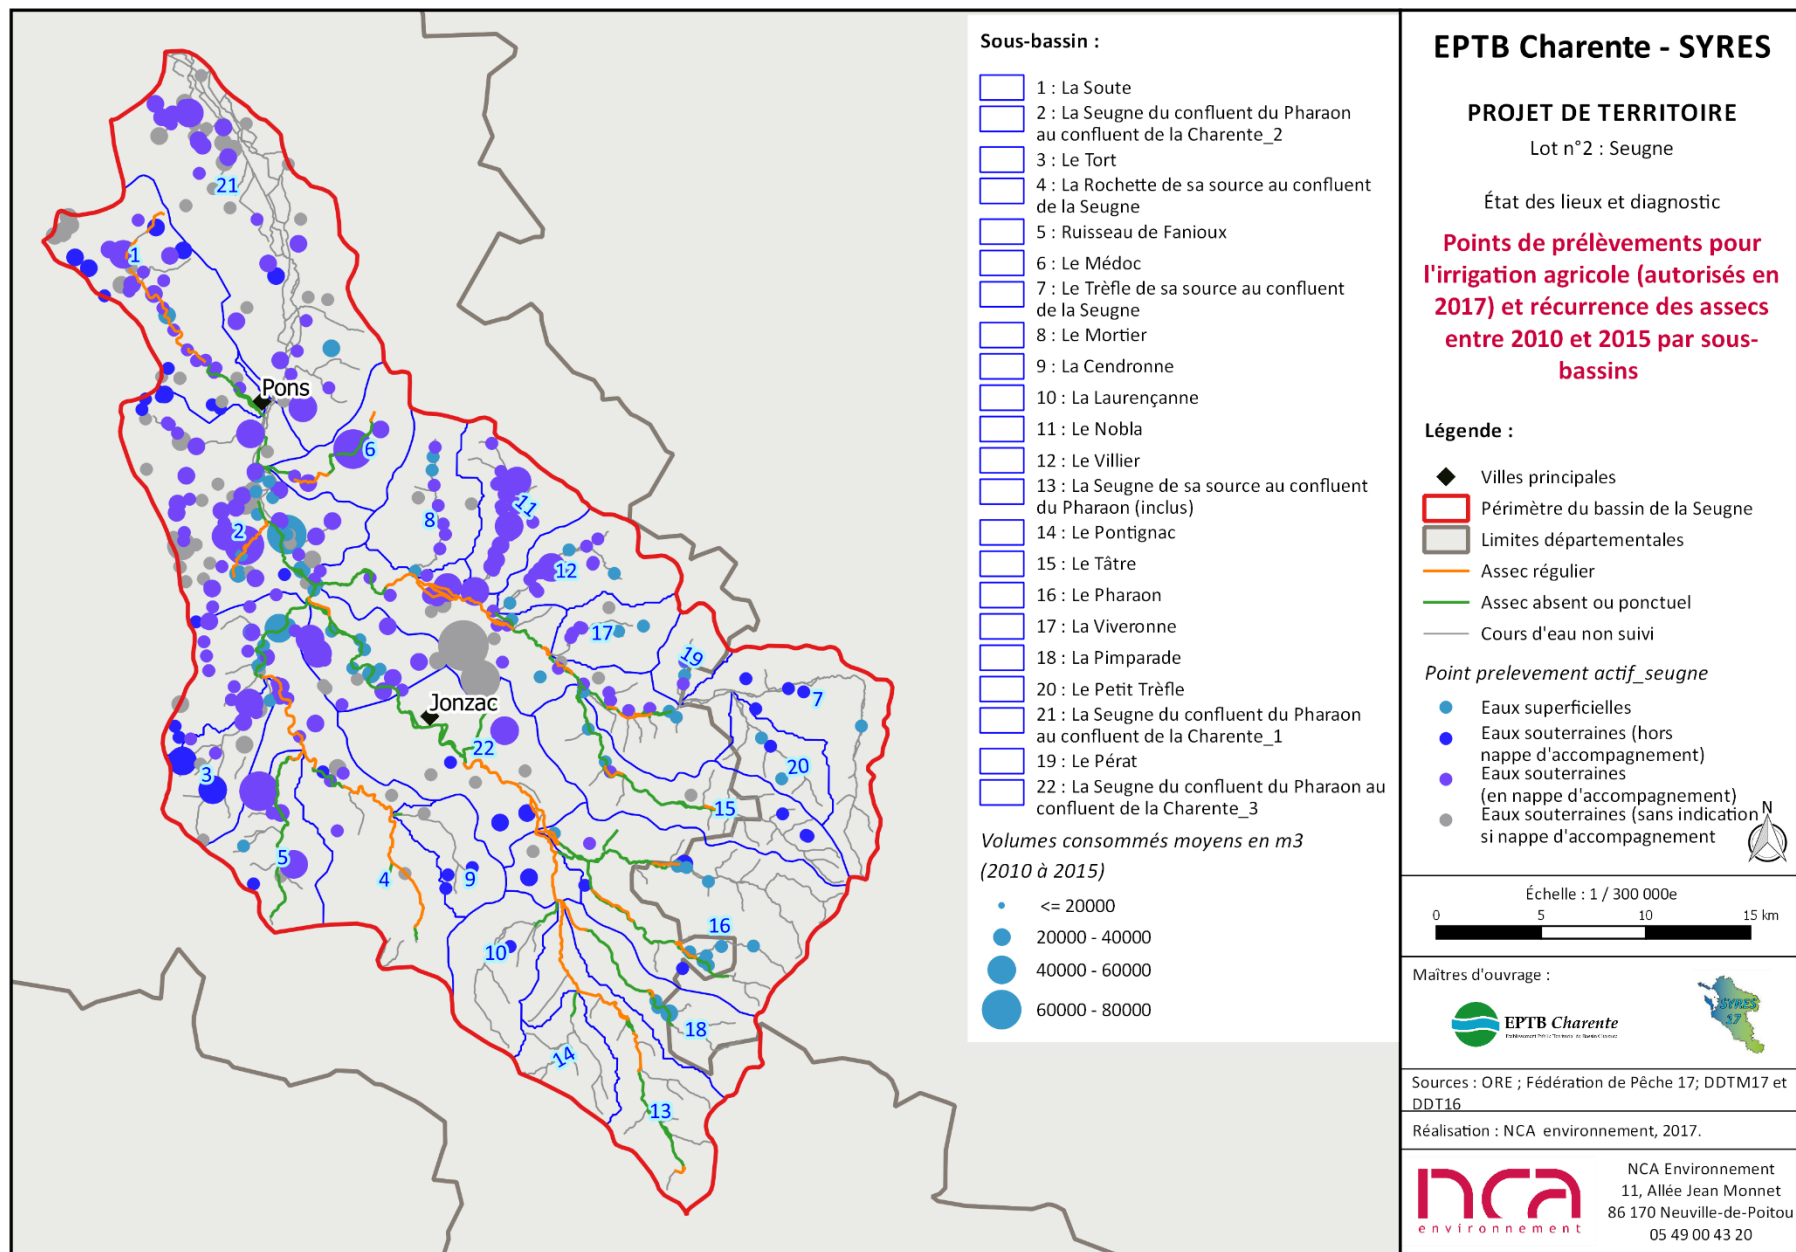 Sous-bassin :
1 : La Soute
2 : La Seugne du confluent du Pharaon
au confluent de la Charente_2
3 : Le Tort
4 : La Rochette de sa source au confluent
de la Seugne
5 : Ruisseau de Fanioux
6 : Le Médoc
7 : Le Trèfle de sa source au confluent
de la Seugne
8 : Le Mortier
9 : La Cendronne
10 : La Laurençanne
11 : Le Nobla
12 : Le Villier
13 : La Seugne de sa source au confluent
du Pharaon (inclus)
14 : Le Pontignac
15 : Le Tâtre
16 : Le Pharaon
17 : La Viveronne
18 : La Pimparade
20 : Le Petit Trèfle
21 : La Seugne du confluent du Pharaon
au confluent de la Charente_1
19 : Le Pérat
22 : La Seugne du confluent du Pharaon au
confluent de la Charente_3
Volumes consommés moyens en m3
(2010 à 2015)
<= 20000
20000 - 40000
40000 - 60000
60000 - 80000
21
1
Pons
6
2
8
11
12
17
19
7
Jonzac
22
3
20
15
5
4
9
10
16
18
14
13
EPTB Charente - SYRES
PROJET DE TERRITOIRE
Lot n°2 : Seugne
État des lieux et diagnostic
Points de prélèvements pour
l'irrigation agricole (autorisés en
2017) et récurrence des assecs
entre 2010 et 2015 par sous-
bassins
Légende :
Villes principales
Périmètre du bassin de la Seugne
Limites départementales
Assec régulier
Assec absent ou ponctuel
Cours d'eau non suivi
Point prelevement actif_seugne
Eaux superficielles
Eaux souterraines (hors
nappe d'accompagnement)
Eaux souterraines
(en nappe d'accompagnement)
Eaux souterraines (sans indication
si nappe d'accompagnement
N
Échelle : 1 / 300 000e
0 5 10 15 km
Maîtres d'ouvrage :
EPTB Charente
SYRES
17
Sources : ORE ; Fédération de Pêche 17; DDTM17 et
DDT16
Réalisation : NCA environnement, 2017.
nca
environnement
NCA Environnement
11, Allée Jean Monnet
86 170 Neuville-de-Poitou
05 49 00 43 20